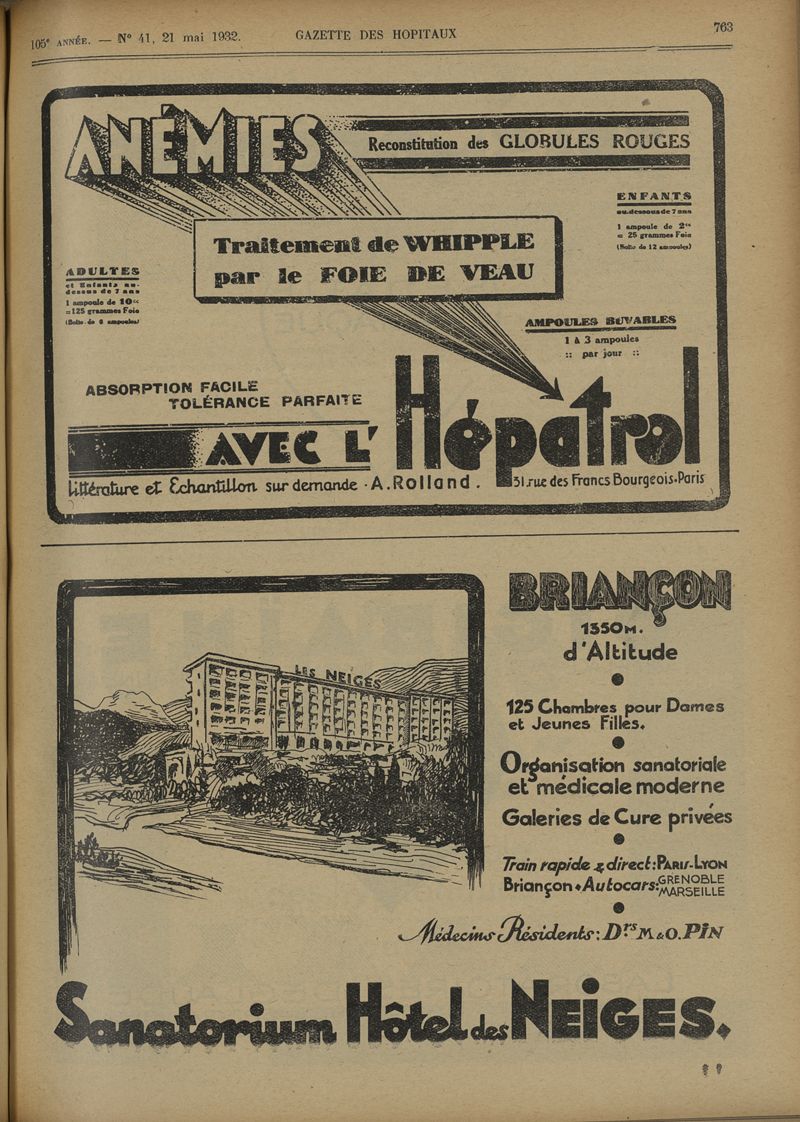 105e ANNÉE. — N° 41, 21 mai 1932.
GAZETTE DES HOPITAUX
763
ANÉMIES
Reconstitution des GLOBULES ROUGES
ENFANTS
au-dessous de 7 ans
1 ampoule de 2cc
= 25 grammes Foie
(Boîte de 12 ampoules)
Traitement de WHIPPLE
par le FOIE DE VEAU
ADULTES
et Enfants au-
dessus de 7 ans
1 ampoule de 10cc
=125 grammes Foie
(Boîte de 6 ampoules)
AMPOULES BUVABLES
1 à 3 ampoules
:: par jour ::
ABSORPTION FACILE
TOLÉRANCE PARFAITE
AVEC L'Hépatrol
Littérature et Echantillon sur demande . A. Rolland . 31, rue des Francs Bourgeois. Paris
LES NEIGES
BRIANÇON
1350M.
d'Altitude
125 Chambres pour Dames
et Jeunes Filles.
Organisation sanatoriale
et médicale moderne
Galeries de Cure privées
Train rapide & direct: PARIS-LYON
Briançon Autocars: GRENOBLE
MARSEILLE
Médecins Résidents: Drs M & O. PIN
Sanatorium Hôtel des NEIGES.